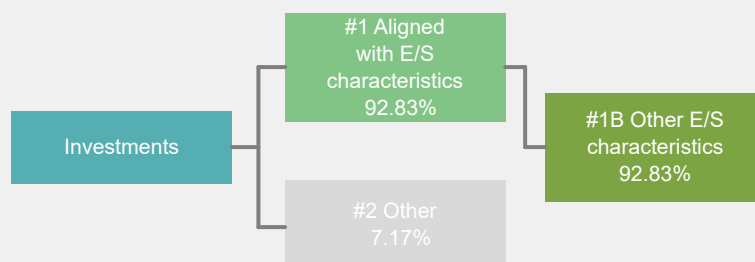 #1 Aligned
with E/S
characteristics
92.83%
Investments
#1B Other E/S
characteristics
92.83%
#2 Other
7.17%